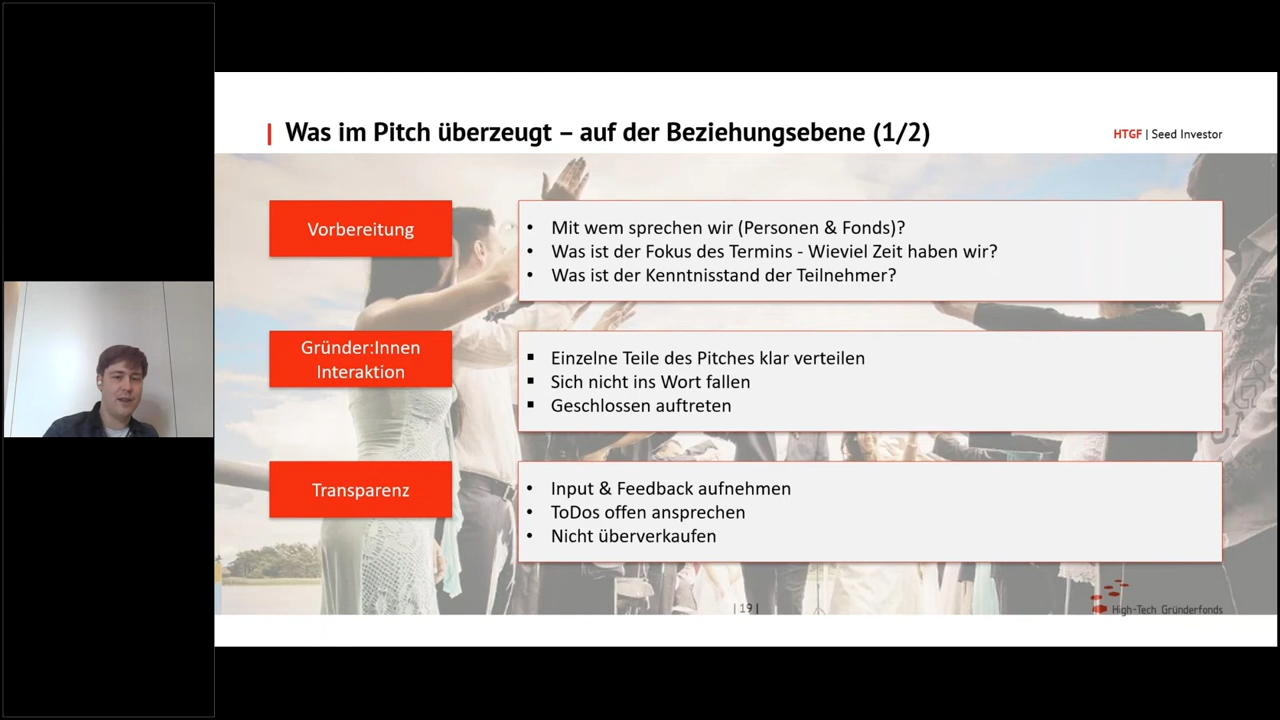 Was im Pitch überzeugt – auf der Beziehungsebene (1/2)
HTGF | Seed Investor
Vorbereitung
• Mit wem sprechen wir (Personen & Fonds)?
• Was ist der Fokus des Termins - Wieviel Zeit haben wir?
• Was ist der Kenntnisstand der Teilnehmer?
Gründer:Innen
Interaktion
▪ Einzelne Teile des Pitches klar verteilen
▪ Sich nicht ins Wort fallen
▪ Geschlossen auftreten
Transparenz
• Input & Feedback aufnehmen
• ToDos offen ansprechen
• Nicht überverkaufen
| 19 |
High-Tech Gründerfonds